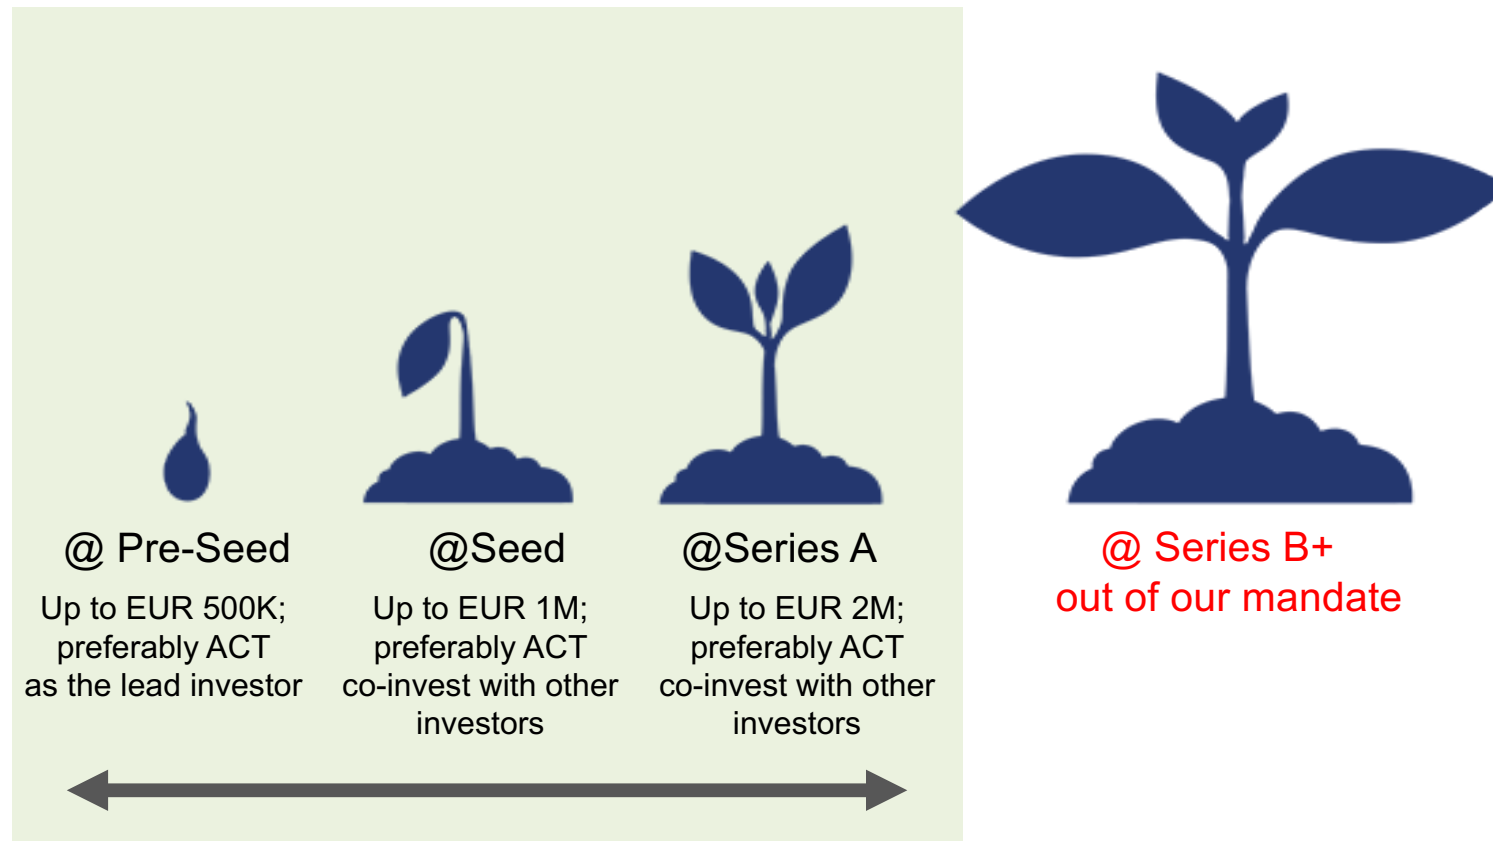 @ Pre-Seed
Up to EUR 500K;
preferably ACT
as the lead investor
@Seed
Up to EUR 1M;
preferably ACT
co-invest with other
investors
@Series A
Up to EUR 2M;
preferably ACT
co-invest with other
investors
@ Series B+
out of our mandate